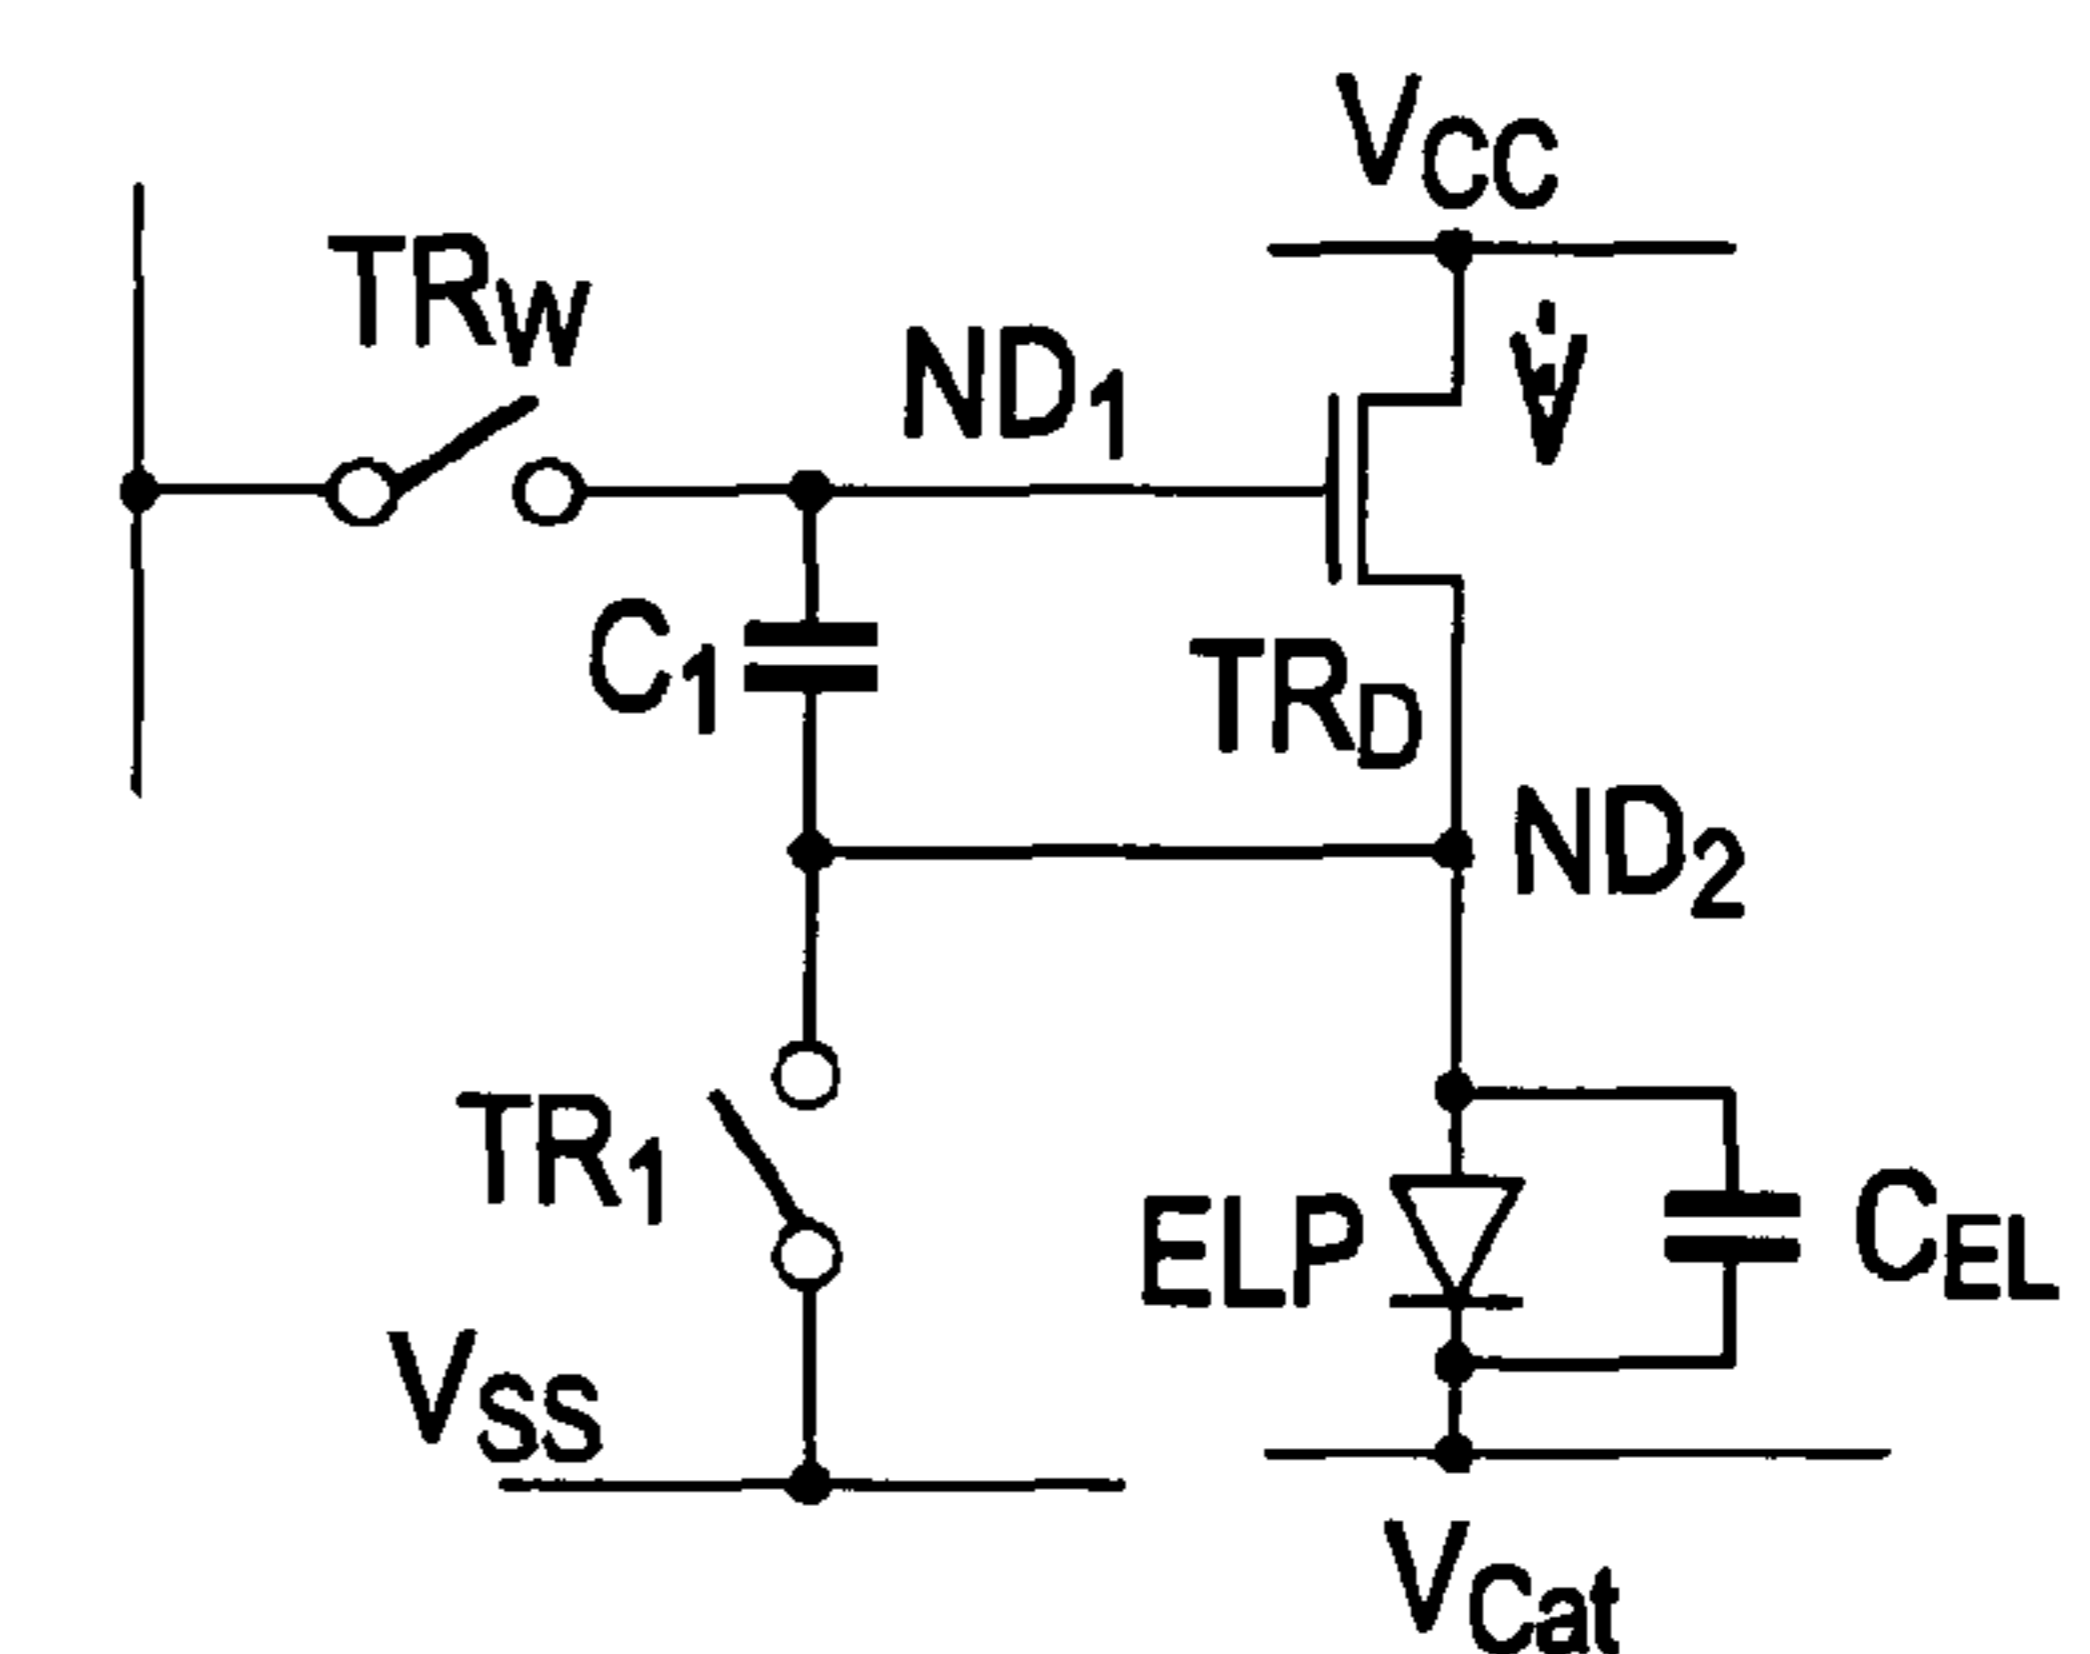 VCC
TRW
ND1
C1
TRD
ND2
TR1
ELP
CEL
VSS
VCat